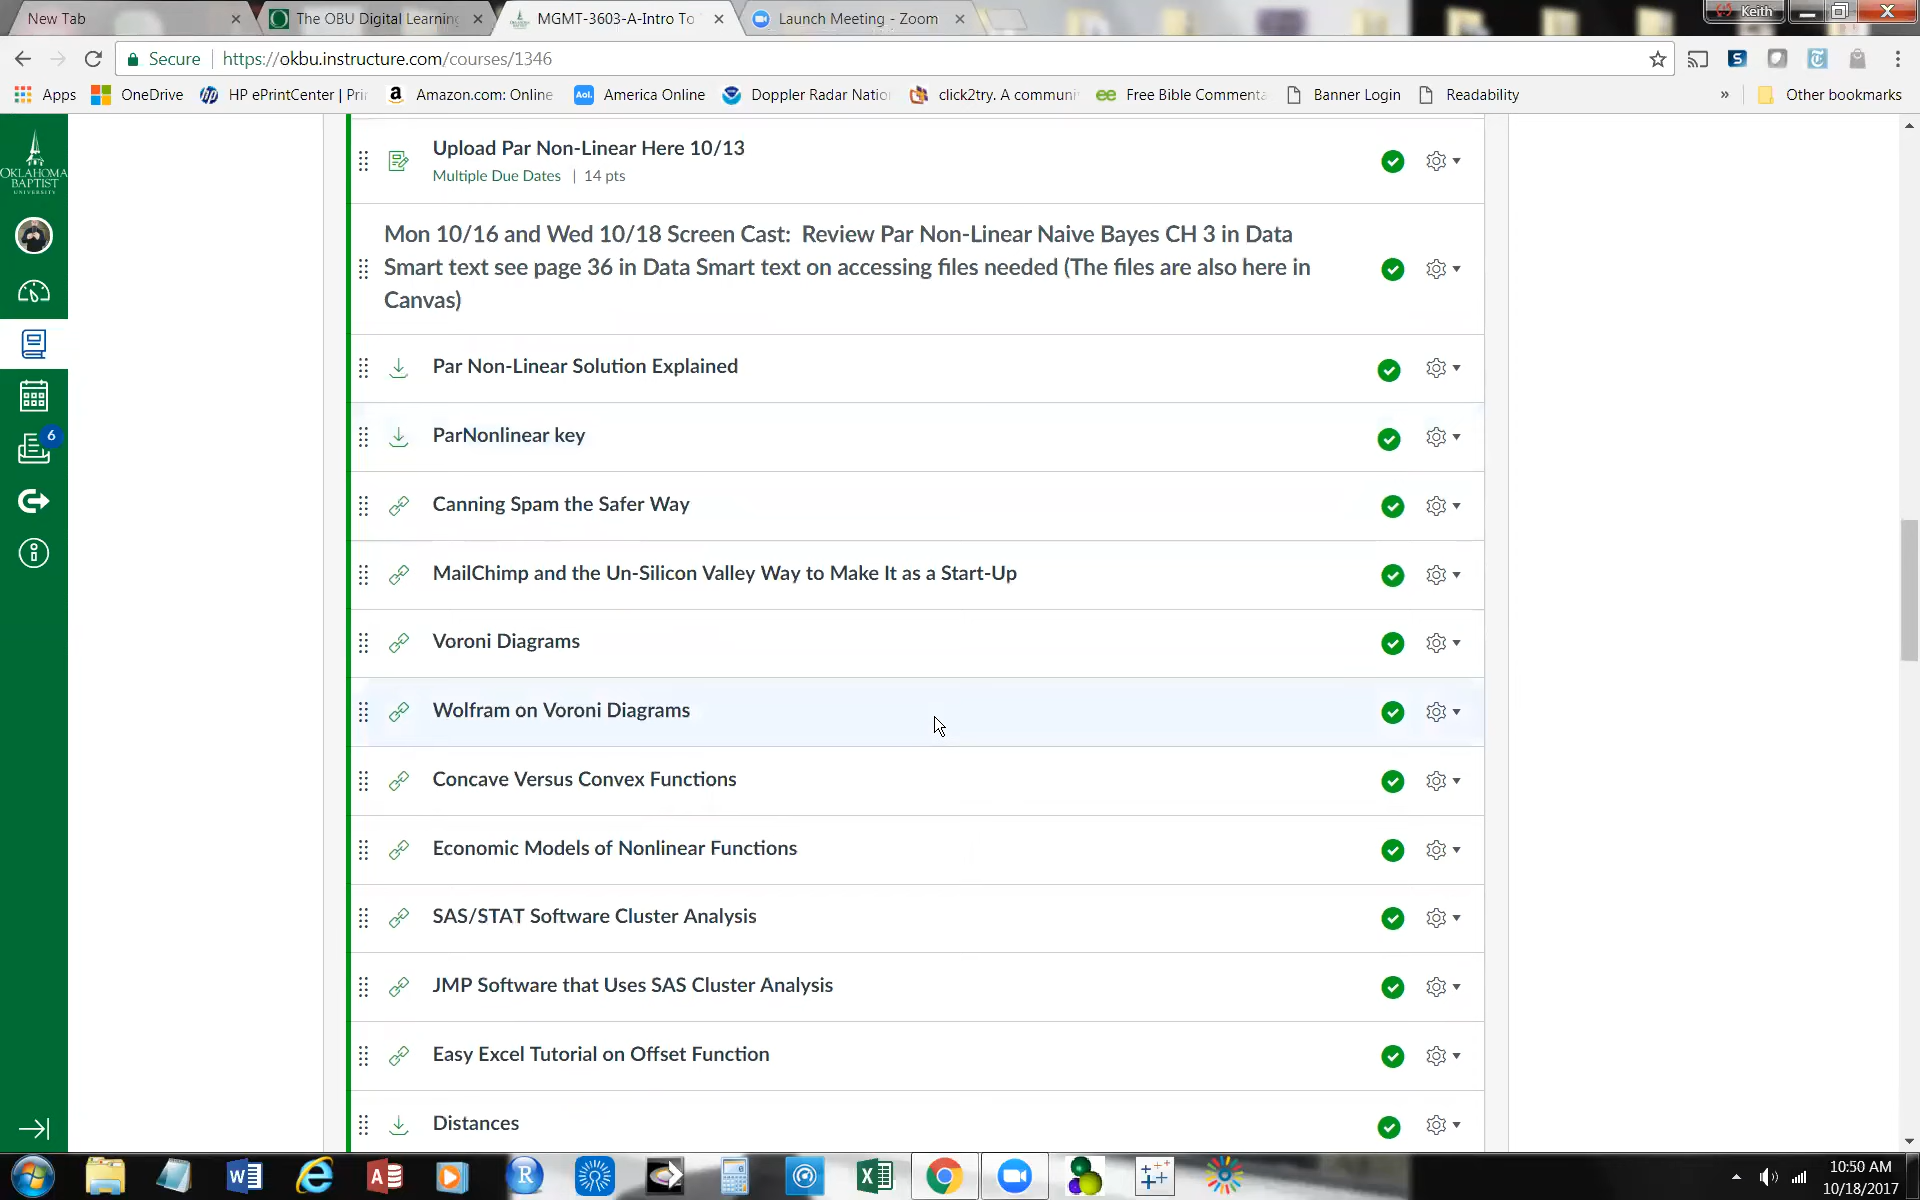 New Tab
The OBU Digital Learning
MGMT-3603-A-Intro To
Launch Meeting - Zoom
Keith
Secure
https://okbu.instructure.com/courses/1346
Apps
OneDrive
HP ePrintCenter | Pri
Amazon.com: Online
Aol.
America Online
Doppler Radar Natio
click2try. A communi
Free Bible Commenta
Banner Login
Readability
»
Other bookmarks
OKLAHOMA
BAPTIST
UNIVERSITY
6
Upload Par Non-Linear Here 10/13
Multiple Due Dates | 14 pts
Mon 10/16 and Wed 10/18 Screen Cast: Review Par Non-Linear Naive Bayes CH 3 in Data
Smart text see page 36 in Data Smart text on accessing files needed (The files are also here in
Canvas)
Par Non-Linear Solution Explained
ParNonlinear key
Canning Spam the Safer Way
MailChimp and the Un-Silicon Valley Way to Make It as a Start-Up
Voroni Diagrams
Wolfram on Voroni Diagrams
Concave Versus Convex Functions
Economic Models of Nonlinear Functions
SAS/STAT Software Cluster Analysis
JMP Software that Uses SAS Cluster Analysis
Easy Excel Tutorial on Offset Function
Distances
10:50 AM
10/18/2017